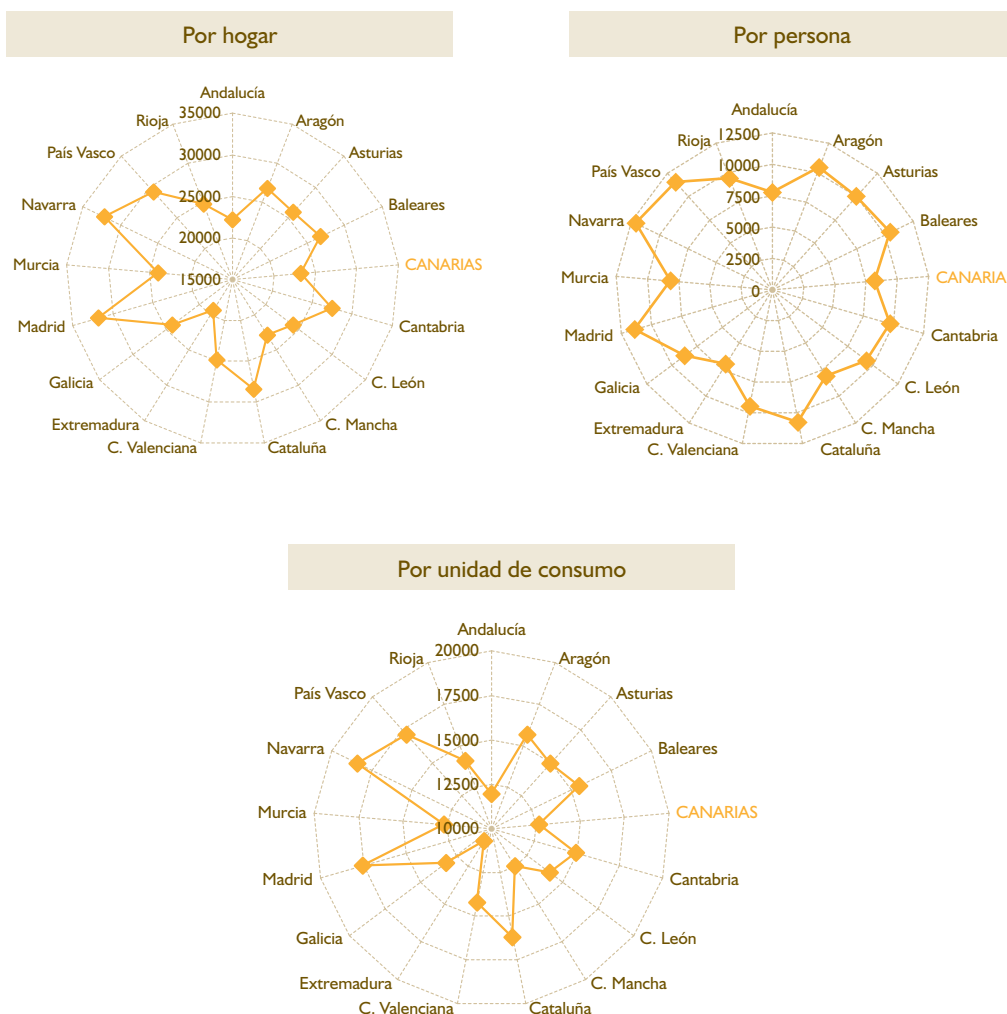 Por hogar
Andalucía
35000
Rioja
Aragón
País Vasco
30000
Asturias
Navarra
25000
Baleares
20000
Murcia
15000
CANARIAS
Madrid
Cantabria
Galicia
C. León
Extremadura
C. Mancha
C. Valenciana
Cataluña
Por persona
Andalucía
12500
Rioja
Aragón
País Vasco
10000
Asturias
7500
Navarra
Baleares
5000
Murcia
2500
CANARIA
0
Madrid
Cantabria
Galicia
C. León
Extremadura
C. Mancha
C. Valenciana
Cataluña
Por unidad de consumo
Andalucía
20000
Rioja
Aragón
País Vasco
17500
Asturias
Navarra
15000
Baleares
12500
Murcia
10000
CANARIAS
Madrid
Cantabria
Galicia
C. León
Extremadura
C. Mancha
C. Valenciana
Cataluña